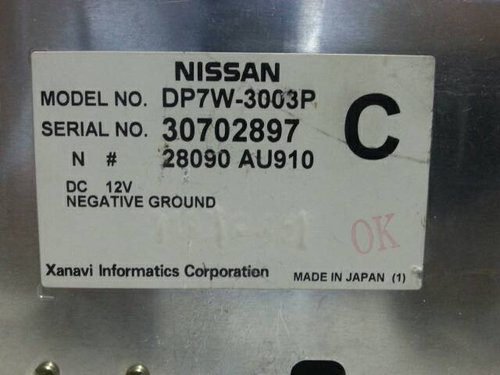 NISSAN
MODEL NO. DP7W-3003P
SERIAL NO. 30702897
C
N # 28090 AU910
DC 12V
NEGATIVE GROUND
OK
Xanavi Informatics Corporation
MADE IN JAPAN (1)